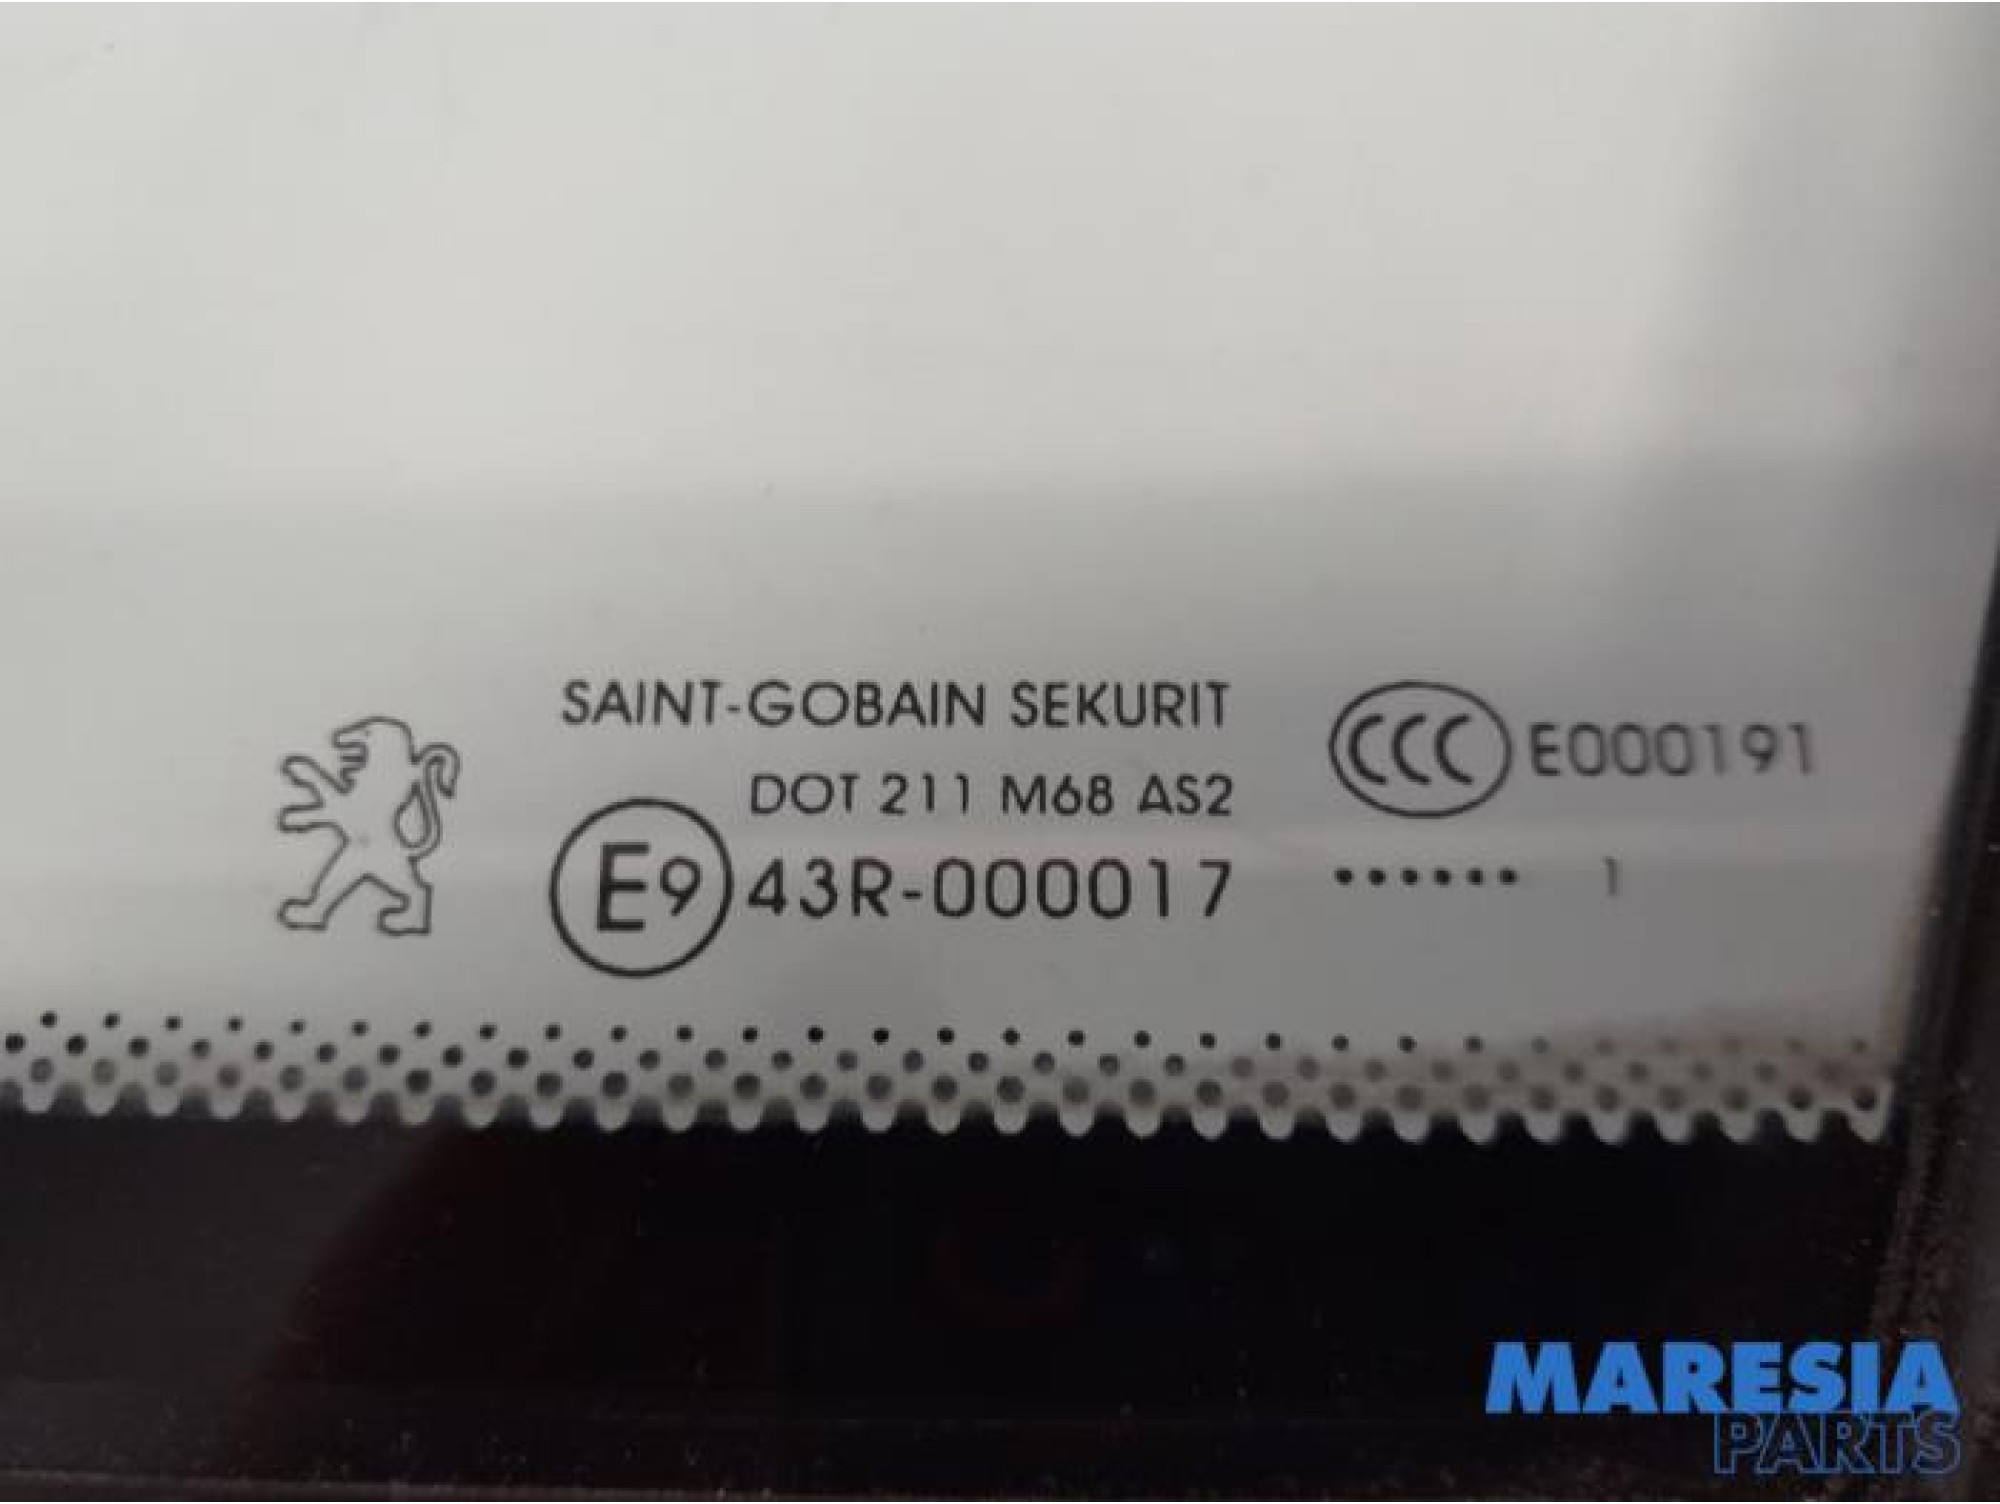 SAINT-GOBAIN SEKURIT
DOT 211 M68 AS2
E9 43R-000017
CCC E000191
...... 1
MARESIA
PARTS